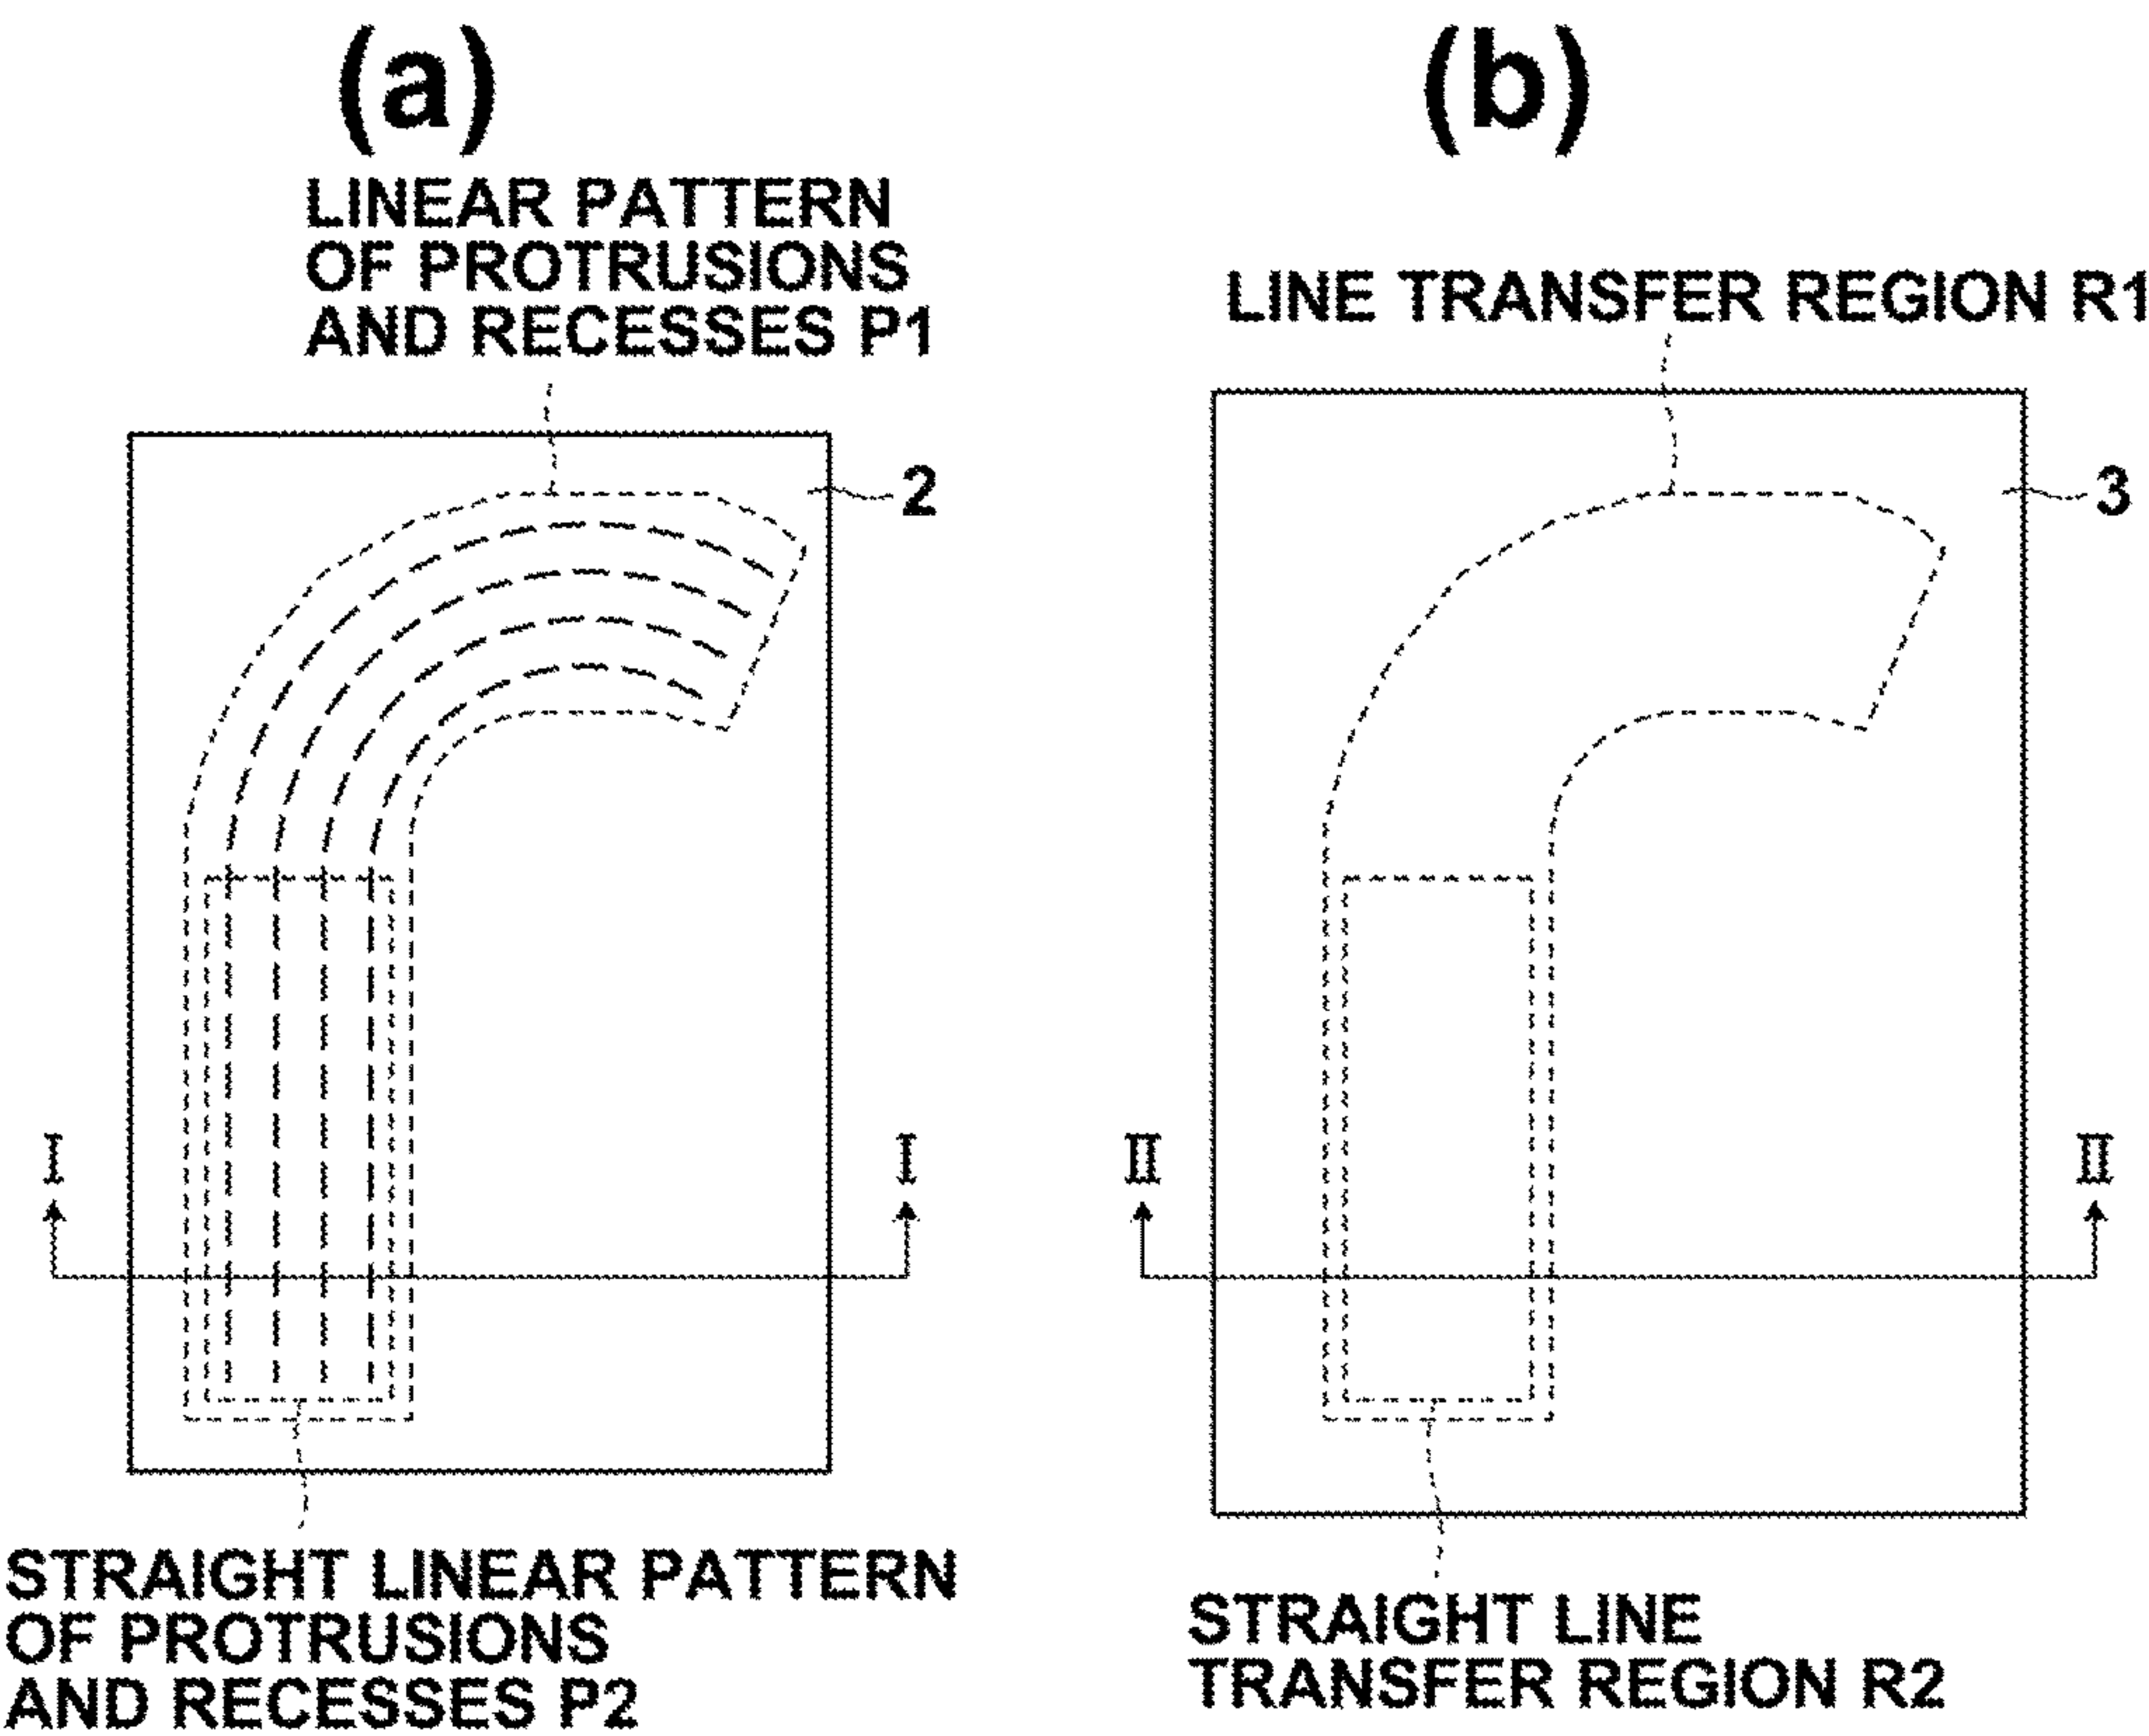 (a)
LINEAR PATTERN
OF PROTRUSIONS
AND RECESSES P1
2
I
I
STRAIGHT LINEAR PATTERN
OF PROTRUSIONS
AND RECESSES P2
(b)
LINE TRANSFER REGION R1
3
II
II
STRAIGHT LINE
TRANSFER REGION R2